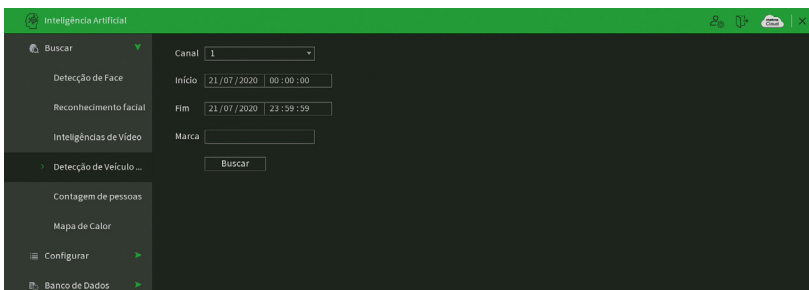 Inteligência Artificial
Cloud
×
Buscar
Detecção de Face
Reconhecimento facial
Inteligências de Vídeo
Detecção de Veículo ...
Contagem de pessoas
Mapa de Calor
Configurar
Banco de Dados
Canal 1
Início 21/07/2020 00:00:00
Fim 21/07/2020 23:59:59
Marca
Buscar